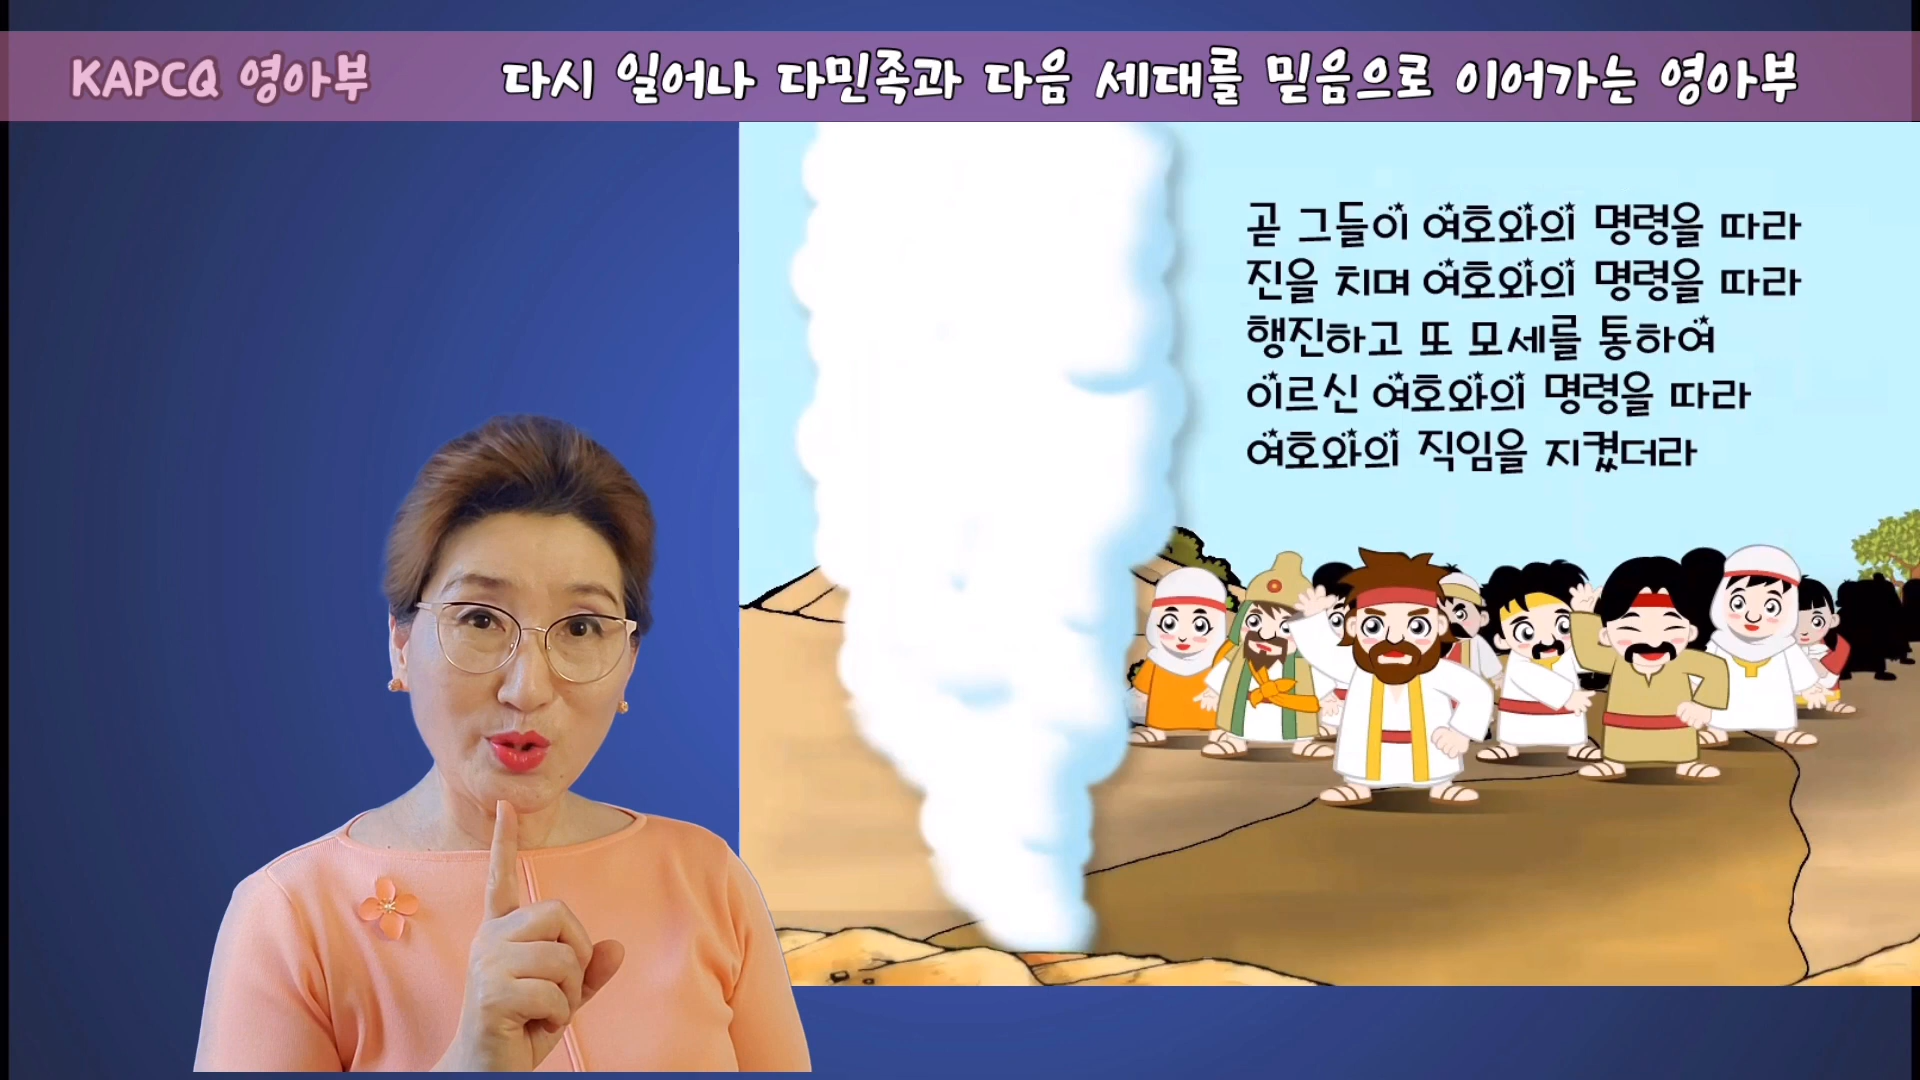 KAPCQ 영아부
다시 일어나 다민족과 다음 세대를 믿음으로 이어가는 영아부
곧 그들이 여호와의 명령을 따라
진을 치며 여호와의 명령을 따라
행진하고 또 모세를 통하여
이르신 여호와의 명령을 따라
여호와의 직임을 지켰더라